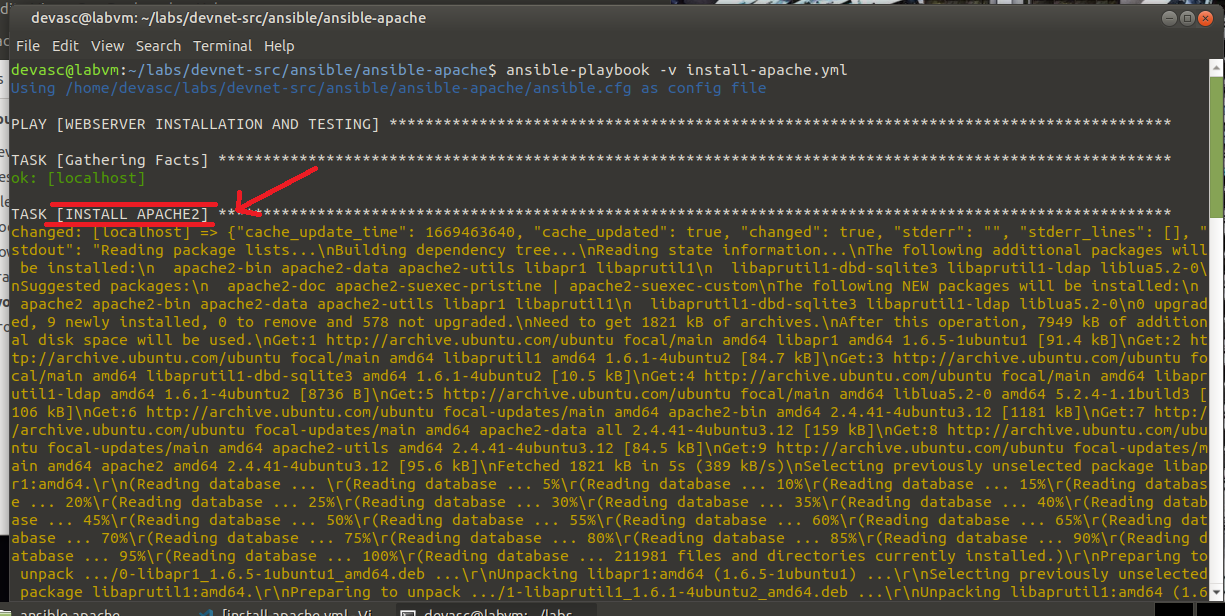 devasc@labvm: ~/labs/devnet-src/ansible/ansible-apache
File Edit View Search Terminal Help
devasc@labvm:~/labs/devnet-src/ansible/ansible-apache$ ansible-playbook -v install-apache.yml
Using /home/devasc/labs/devnet-src/ansible/ansible-apache/ansible.cfg as config file
PLAY [WEBSERVER INSTALLATION AND TESTING] ***************************************************************************************
TASK [Gathering Facts] **********************************************************************************************************
ok: [localhost]
TASK [INSTALL APACHE2] **********************************************************************************************************
changed: [localhost] => {"cache_update_time": 1669463640, "cache_updated": true, "changed": true, "stderr": "", "stderr_lines": [], "
stdout": "Reading package lists...\nBuilding dependency tree...\nReading state information...\nThe following additional packages will
 be installed:\n  apache2-bin apache2-data apache2-utils libapr1 libaprutil1\n  libaprutil1-dbd-sqlite3 libaprutil1-ldap liblua5.2-0\
nSuggested packages:\n  apache2-doc apache2-suexec-pristine | apache2-suexec-custom\nThe following NEW packages will be installed:\n 
 apache2 apache2-bin apache2-data apache2-utils libapr1 libaprutil1\n  libaprutil1-dbd-sqlite3 libaprutil1-ldap liblua5.2-0\n0 upgrad
ed, 9 newly installed, 0 to remove and 578 not upgraded.\nNeed to get 1821 kB of archives.\nAfter this operation, 7949 kB of addition
al disk space will be used.\nGet:1 http://archive.ubuntu.com/ubuntu focal/main amd64 libapr1 amd64 1.6.5-1ubuntu1 [91.4 kB]\nGet:2 ht
tp://archive.ubuntu.com/ubuntu focal/main amd64 libaprutil1 amd64 1.6.1-4ubuntu2 [84.7 kB]\nGet:3 http://archive.ubuntu.com/ubuntu fo
cal/main amd64 libaprutil1-dbd-sqlite3 amd64 1.6.1-4ubuntu2 [10.5 kB]\nGet:4 http://archive.ubuntu.com/ubuntu focal/main amd64 libapr
util1-ldap amd64 1.6.1-4ubuntu2 [8736 B]\nGet:5 http://archive.ubuntu.com/ubuntu focal/main amd64 liblua5.2-0 amd64 5.2.4-1.1build3 [
106 kB]\nGet:6 http://archive.ubuntu.com/ubuntu focal-updates/main amd64 apache2-bin amd64 2.4.41-4ubuntu3.12 [1181 kB]\nGet:7 http:/
/archive.ubuntu.com/ubuntu focal-updates/main amd64 apache2-data all 2.4.41-4ubuntu3.12 [159 kB]\nGet:8 http://archive.ubuntu.com/ubu
ntu focal-updates/main amd64 apache2-utils amd64 2.4.41-4ubuntu3.12 [84.5 kB]\nGet:9 http://archive.ubuntu.com/ubuntu focal-updates/m
ain amd64 apache2 amd64 2.4.41-4ubuntu3.12 [95.6 kB]\nFetched 1821 kB in 5s (389 kB/s)\nSelecting previously unselected package libap
r1:amd64.\r\n(Reading database ... \r(Reading database ... 5%\r(Reading database ... 10%\r(Reading database ... 15%\r(Reading databas
e ... 20%\r(Reading database ... 25%\r(Reading database ... 30%\r(Reading database ... 35%\r(Reading database ... 40%\r(Reading datab
ase ... 45%\r(Reading database ... 50%\r(Reading database ... 55%\r(Reading database ... 60%\r(Reading database ... 65%\r(Reading dat
abase ... 70%\r(Reading database ... 75%\r(Reading database ... 80%\r(Reading database ... 85%\r(Reading database ... 90%\r(Reading d
atabase ... 95%\r(Reading database ... 100%\r(Reading database ... 211981 files and directories currently installed.)\r\nPreparing to
 unpack .../0-libapr1_1.6.5-1ubuntu1_amd64.deb ...\r\nUnpacking libapr1:amd64 (1.6.5-1ubuntu1) ...\r\nSelecting previously unselected
 package libaprutil1:amd64.\r\nPreparing to unpack .../1-libaprutil1_1.6.1-4ubuntu2_amd64.deb ...\r\nUnpacking libaprutil1:amd64 (1.6